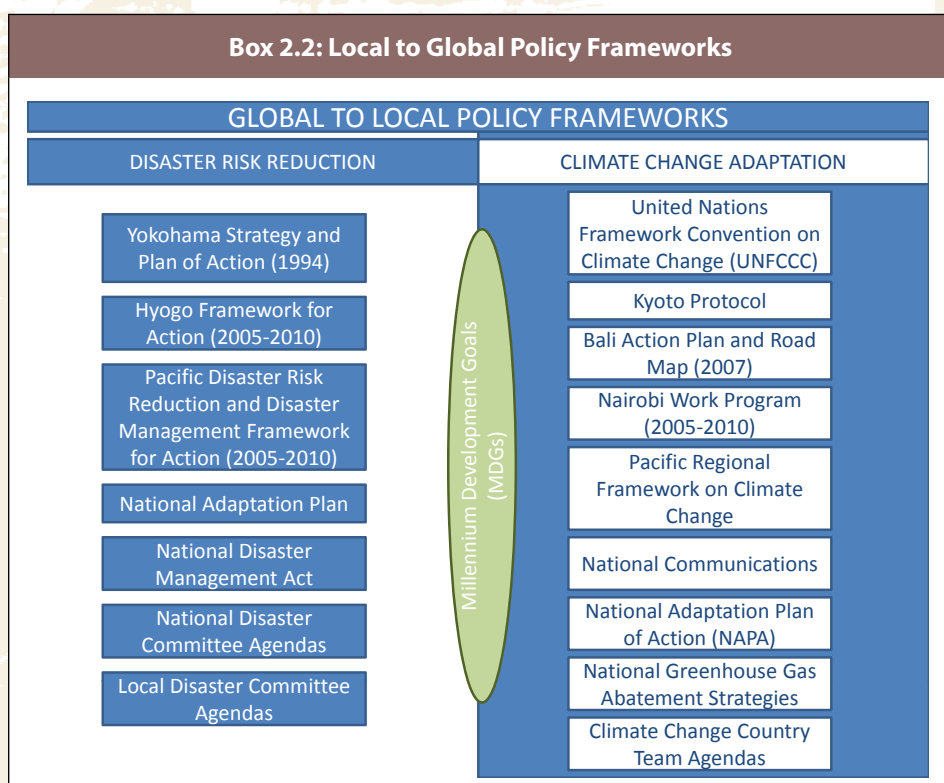 Box 2.2: Local to Global Policy Frameworks
GLOBAL TO LOCAL POLICY FRAMEWORKS
DISASTER RISK REDUCTION
Yokohama Strategy and
Plan of Action (1994)
Hyogo Framework for
Action (2005-2010)
Pacific Disaster Risk
Reduction and Disaster
Management Framework
for Action (2005-2010)
National Adaptation Plan
National Disaster
Management Act
National Disaster
Committee Agendas
Local Disaster Committee
Agendas
Millennium Development Goals
(MDGs)
CLIMATE CHANGE ADAPTATION
United Nations
Framework Convention on
Climate Change (UNFCCC)
Kyoto Protocol
Bali Action Plan and Road
Map (2007)
Nairobi Work Program
(2005-2010)
Pacific Regional
Framework on Climate
Change
National Communications
National Adaptation Plan
of Action (NAPA)
National Greenhouse Gas
Abatement Strategies
Climate Change Country
Team Agendas